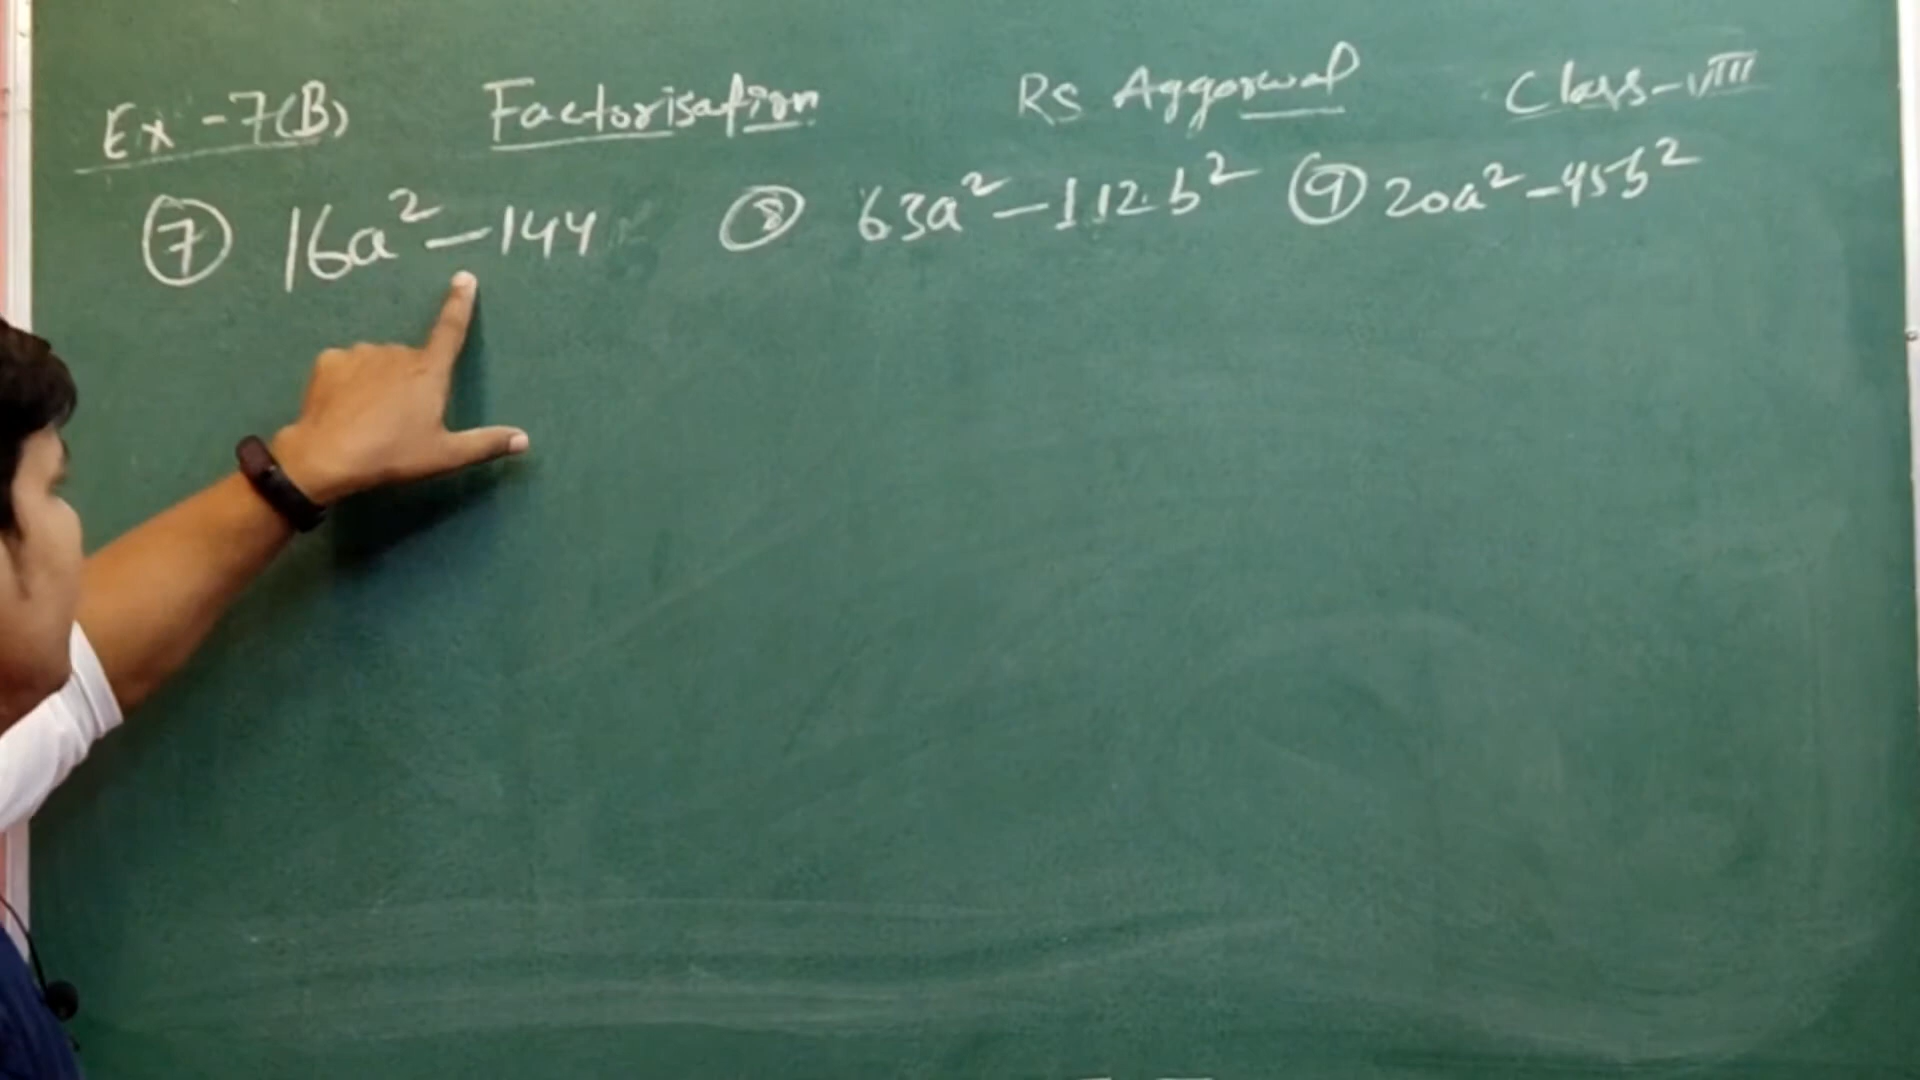 Ex-7(B) Factorisation RS Aggarwal Class-VIII
⑦ 16a²-144 ⑧ 63a²-112b² ⑨ 20a²-45b²